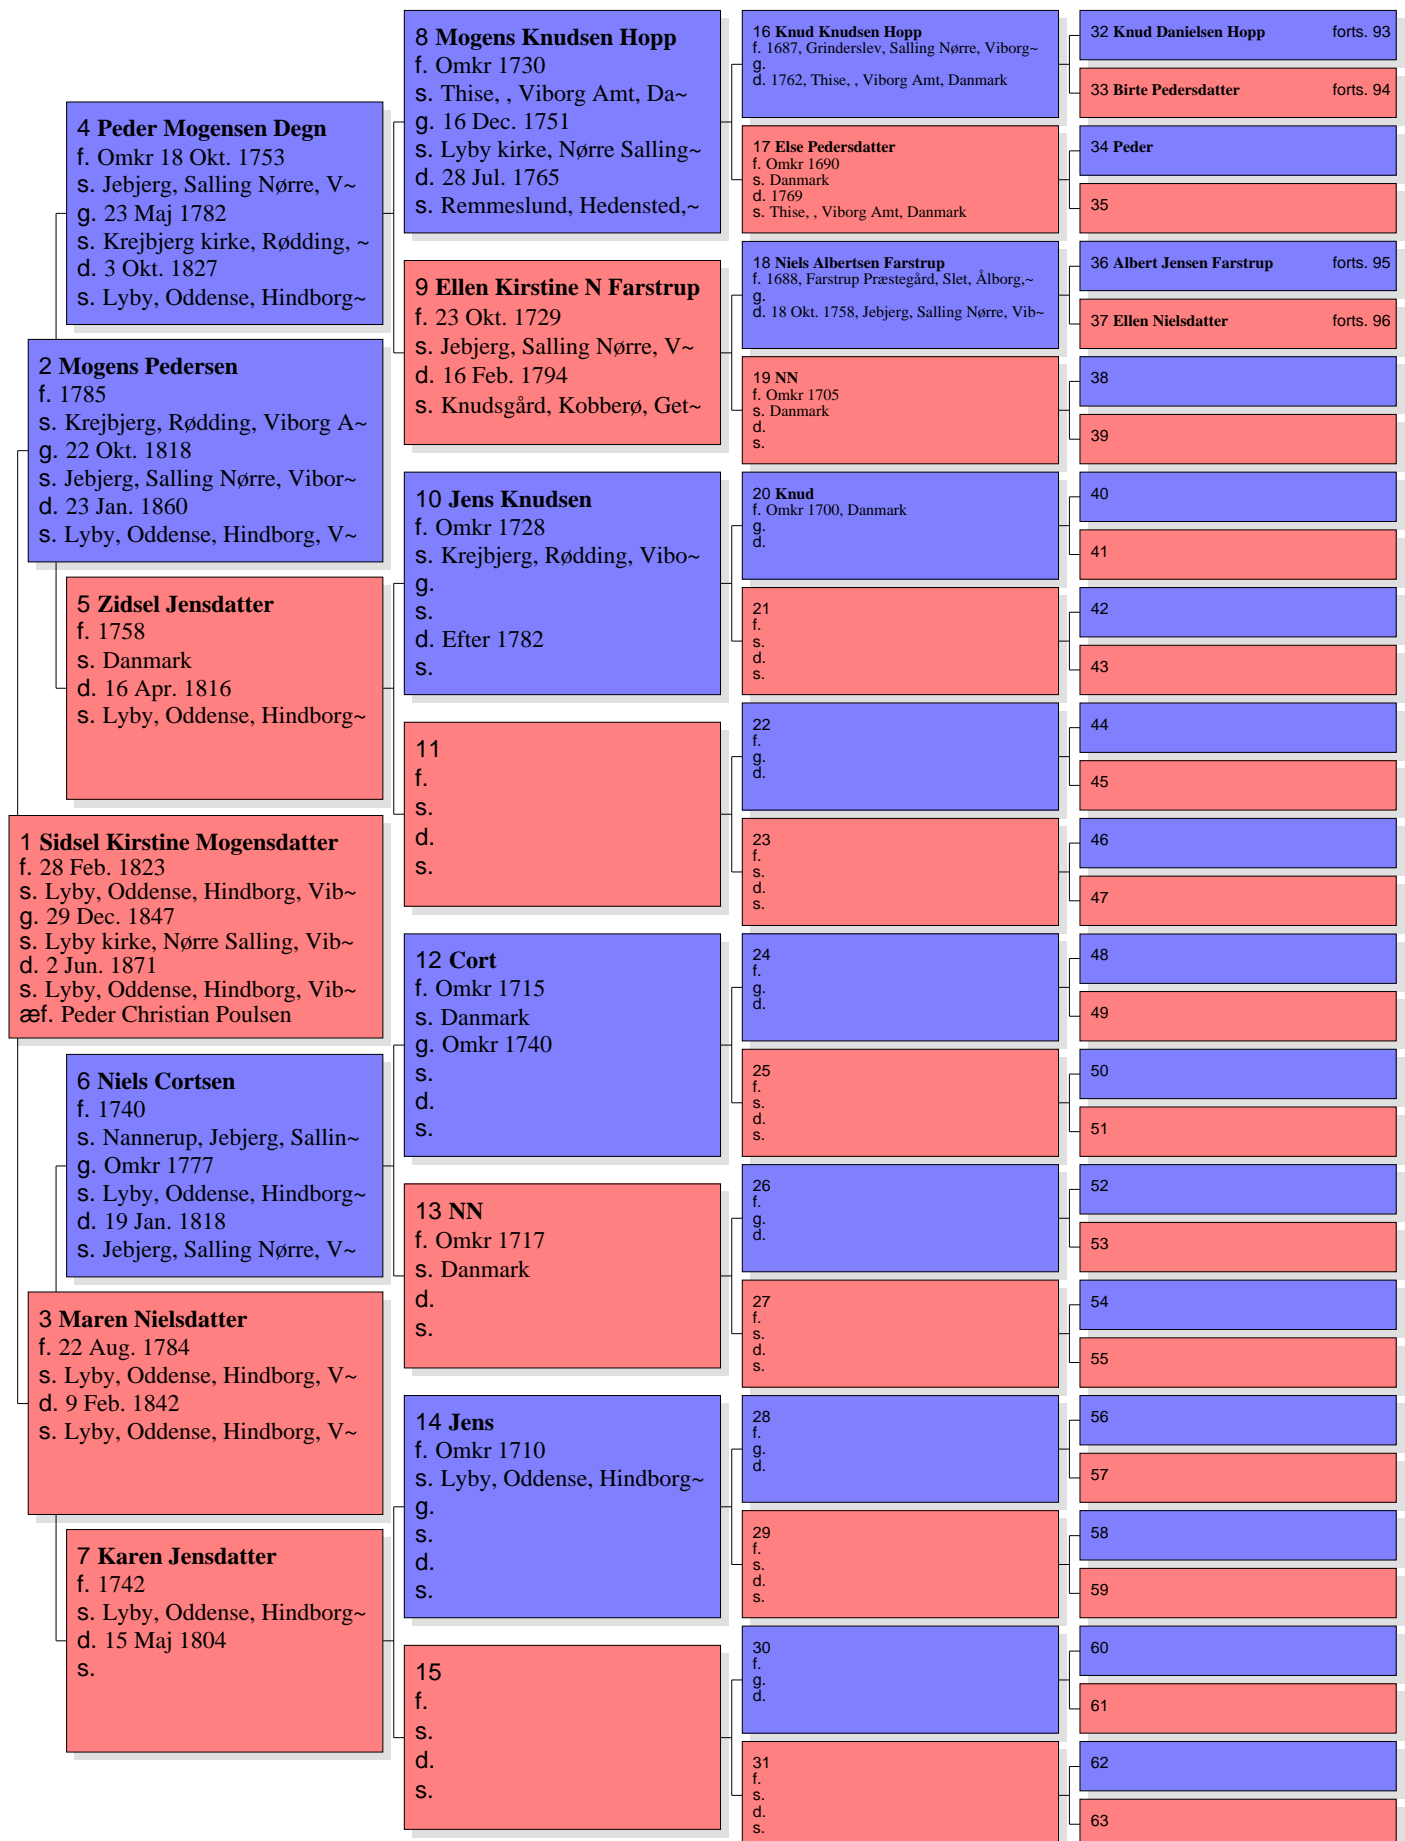 1 Sidsel Kirstine Mogensdatter
f. 28 Feb. 1823
s. Lyby, Oddense, Hindborg, Vib~
g. 29 Dec. 1847
s. Lyby kirke, Nørre Salling, Vib~
d. 2 Jun. 1871
s. Lyby, Oddense, Hindborg, Vib~
æf. Peder Christian Poulsen
2 Mogens Pedersen
f. 1785
s. Krejbjerg, Rødding, Viborg A~
g. 22 Okt. 1818
s. Jebjerg, Salling Nørre, Vibor~
d. 23 Jan. 1860
s. Lyby, Oddense, Hindborg, V~
3 Maren Nielsdatter
f. 22 Aug. 1784
s. Lyby, Oddense, Hindborg, V~
d. 9 Feb. 1842
s. Lyby, Oddense, Hindborg, V~
4 Peder Mogensen Degn
f. Omkr 18 Okt. 1753
s. Jebjerg, Salling Nørre, V~
g. 23 Maj 1782
s. Krejbjerg kirke, Rødding, ~
d. 3 Okt. 1827
s. Lyby, Oddense, Hindborg~
5 Zidsel Jensdatter
f. 1758
s. Danmark
d. 16 Apr. 1816
s. Lyby, Oddense, Hindborg~
6 Niels Cortsen
f. 1740
s. Nannerup, Jebjerg, Sallin~
g. Omkr 1777
s. Lyby, Oddense, Hindborg~
d. 19 Jan. 1818
s. Jebjerg, Salling Nørre, V~
7 Karen Jensdatter
f. 1742
s. Lyby, Oddense, Hindborg~
d. 15 Maj 1804
s.
8 Mogens Knudsen Hopp
f. Omkr 1730
s. Thise, , Viborg Amt, Da~
g. 16 Dec. 1751
s. Lyby kirke, Nørre Salling~
d. 28 Jul. 1765
s. Remmeslund, Hedensted,~
9 Ellen Kirstine N Farstrup
f. 23 Okt. 1729
s. Jebjerg, Salling Nørre, V~
d. 16 Feb. 1794
s. Knudsgård, Kobberø, Get~
10 Jens Knudsen
f. Omkr 1728
s. Krejbjerg, Rødding, Vibo~
g.
s.
d. Efter 1782
s.
11
f.
s.
d.
s.
12 Cort
f. Omkr 1715
s. Danmark
g. Omkr 1740
s.
d.
s.
13 NN
f. Omkr 1717
s. Danmark
d.
s.
14 Jens
f. Omkr 1710
s. Lyby, Oddense, Hindborg~
g.
s.
d.
s.
15
f.
s.
d.
s.
16 Knud Knudsen Hopp
f. 1687, Grinderslev, Salling Nørre, Viborg~
g.
d. 1762, Thise, , Viborg Amt, Danmark
17 Else Pedersdatter
f. Omkr 1690
s. Danmark
d. 1769
s. Thise, , Viborg Amt, Danmark
18 Niels Albertsen Farstrup
f. 1688, Farstrup Præstegård, Slet, Ålborg,~
g.
d. 18 Okt. 1758, Jebjerg, Salling Nørre, Vib~
19 NN
f. Omkr 1705
s. Danmark
d.
s.
20 Knud
f. Omkr 1700, Danmark
g.
d.
21
f.
s.
d.
s.
22
f.
g.
d.
23
f.
s.
d.
s.
24
f.
g.
d.
25
f.
s.
d.
s.
26
f.
g.
d.
27
f.
s.
d.
s.
28
f.
g.
d.
29
f.
s.
d.
s.
30
f.
g.
d.
31
f.
s.
d.
s.
32 Knud Danielsen Hopp forts. 93
33 Birte Pedersdatter forts. 94
34 Peder
35
36 Albert Jensen Farstrup forts. 95
37 Ellen Nielsdatter forts. 96
38
39
40
41
42
43
44
45
46
47
48
49
50
51
52
53
54
55
56
57
58
59
60
61
62
63